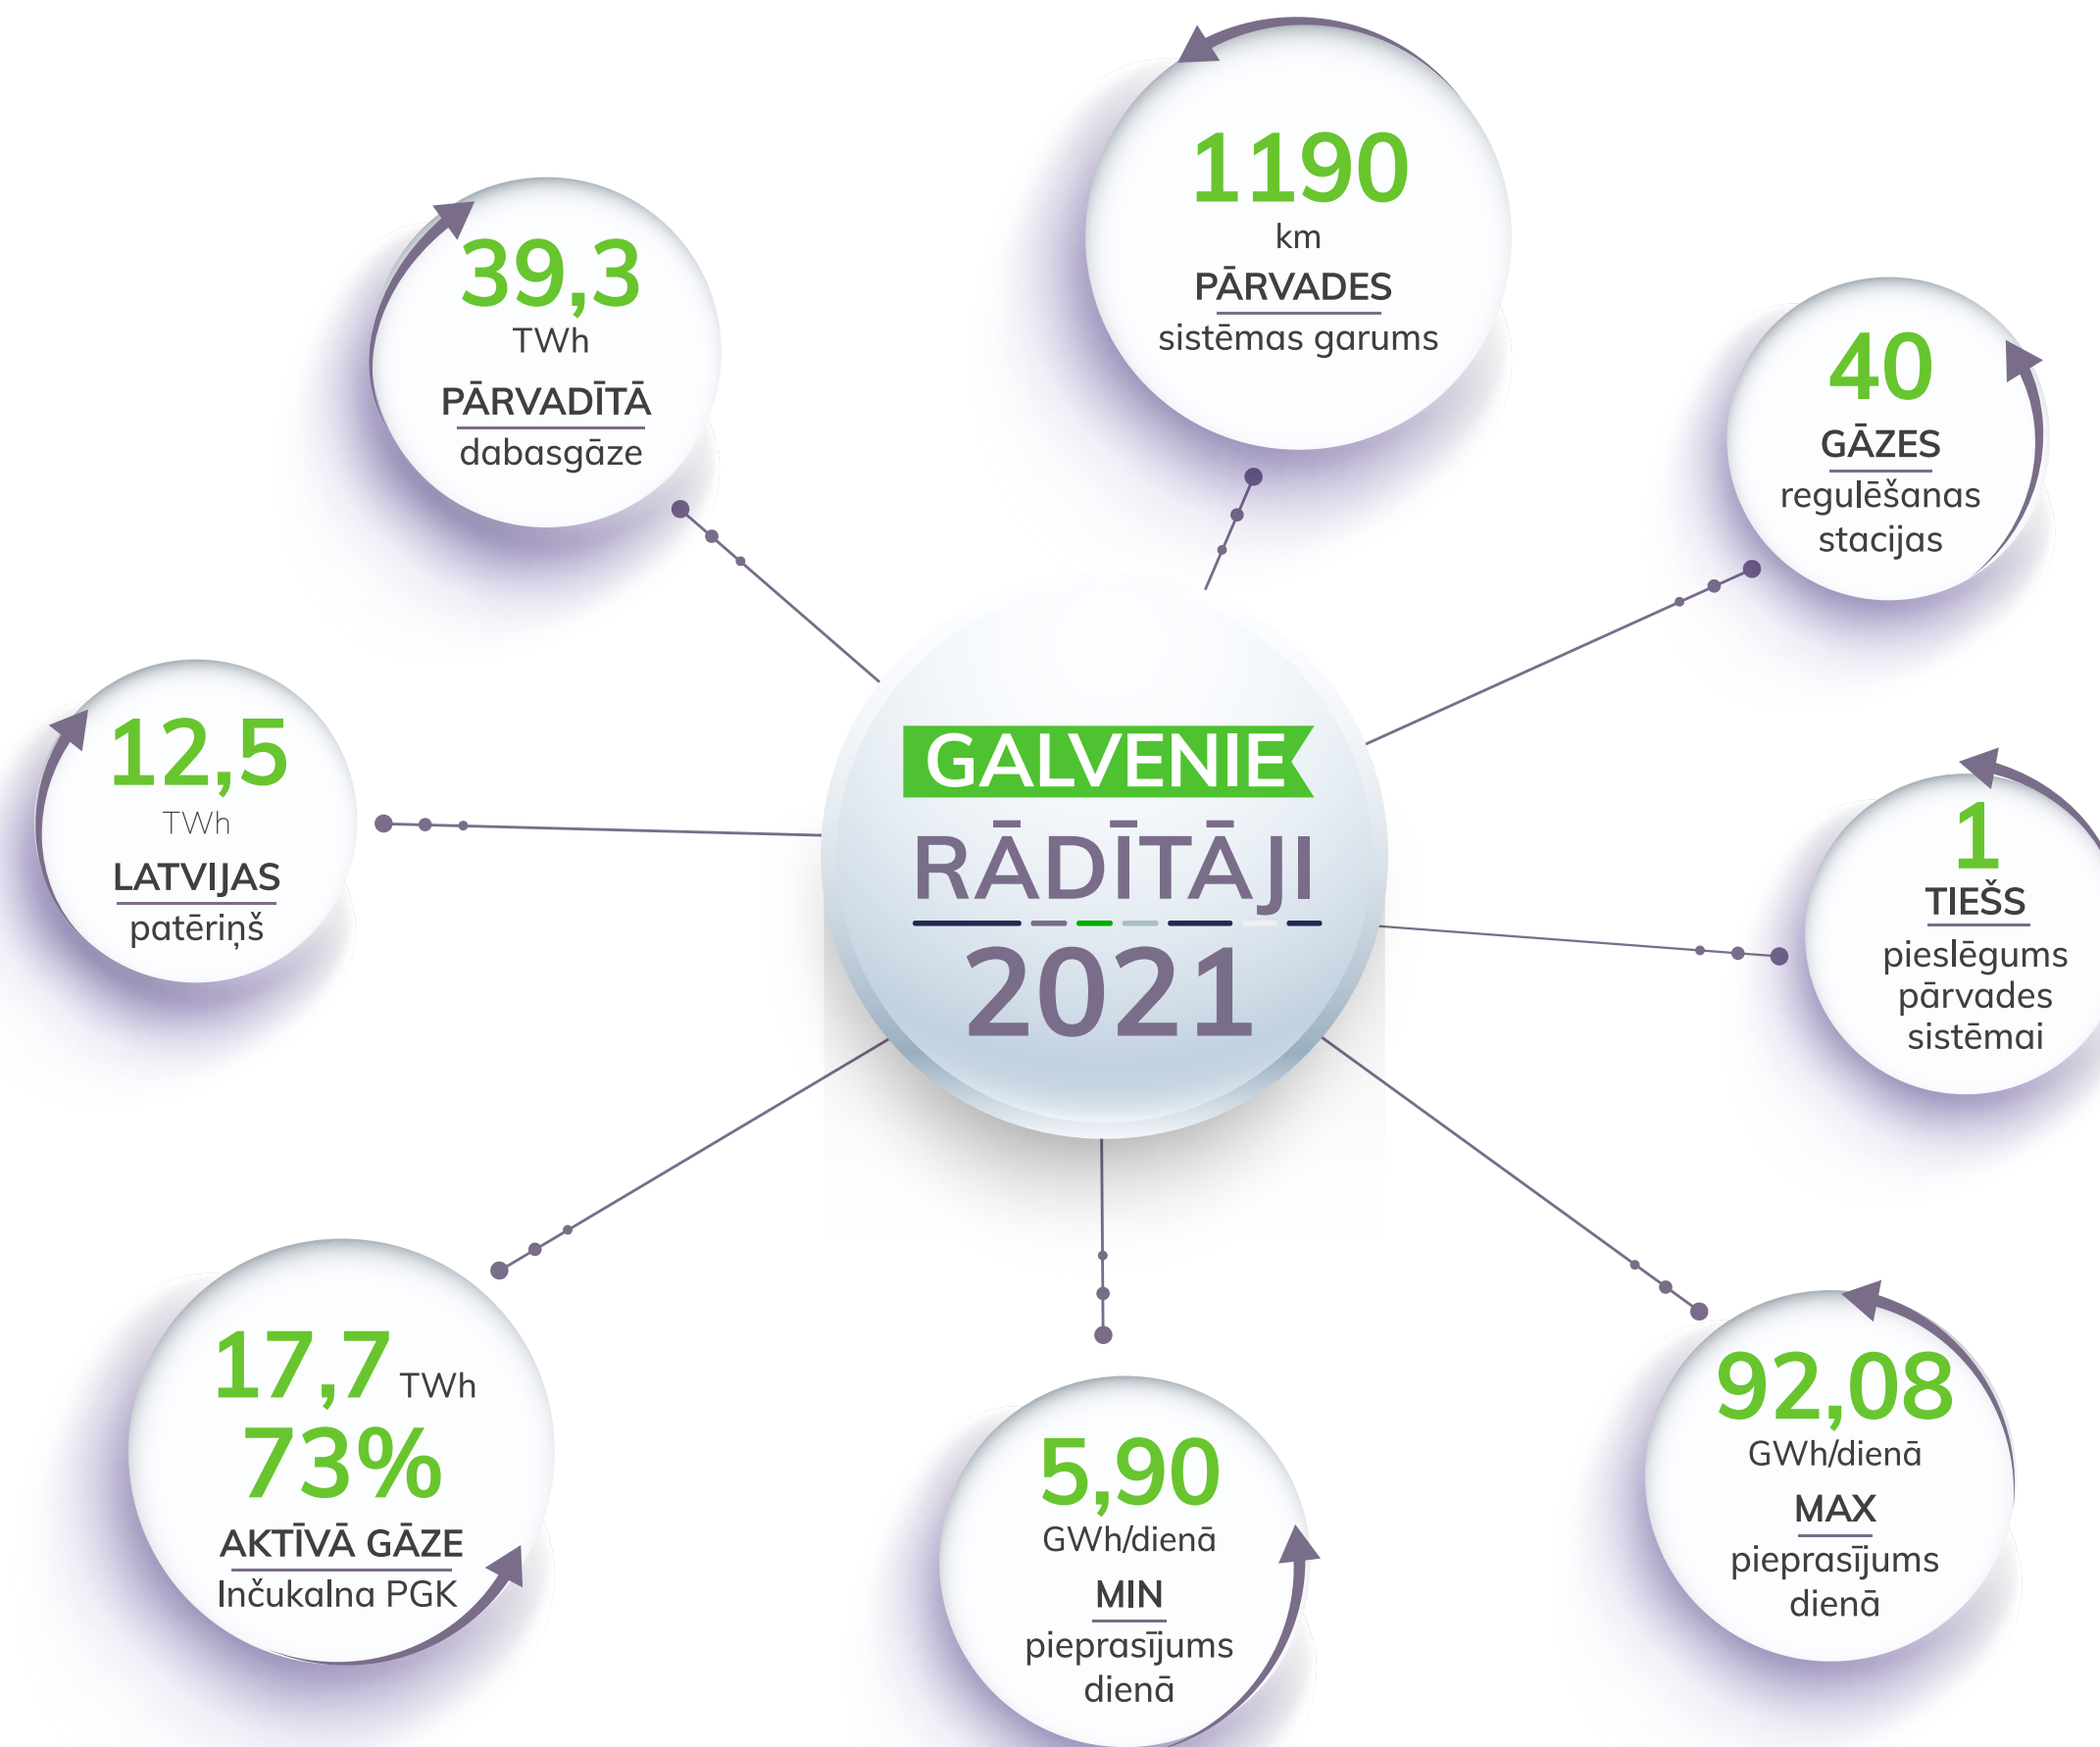 1190
km
PĀRVADES
sistēmas garums
39,3
TWh
PĀRVADĪTĀ
dabasgāze
40
GĀZES
regulēšanas
stacijas
12,5
TWh
LATVIJAS
patēriņš
GALVENIE
RĀDĪTĀJI
2021
1
TIEŠS
pieslēgums
pārvades
sistēmai
17,7 TWh
73%
AKTĪVĀ GĀZE
Inčukalna PGK
5,90
GWh/dienā
MIN
pieprasījums
dienā
92,08
GWh/dienā
MAX
pieprasījums
dienā